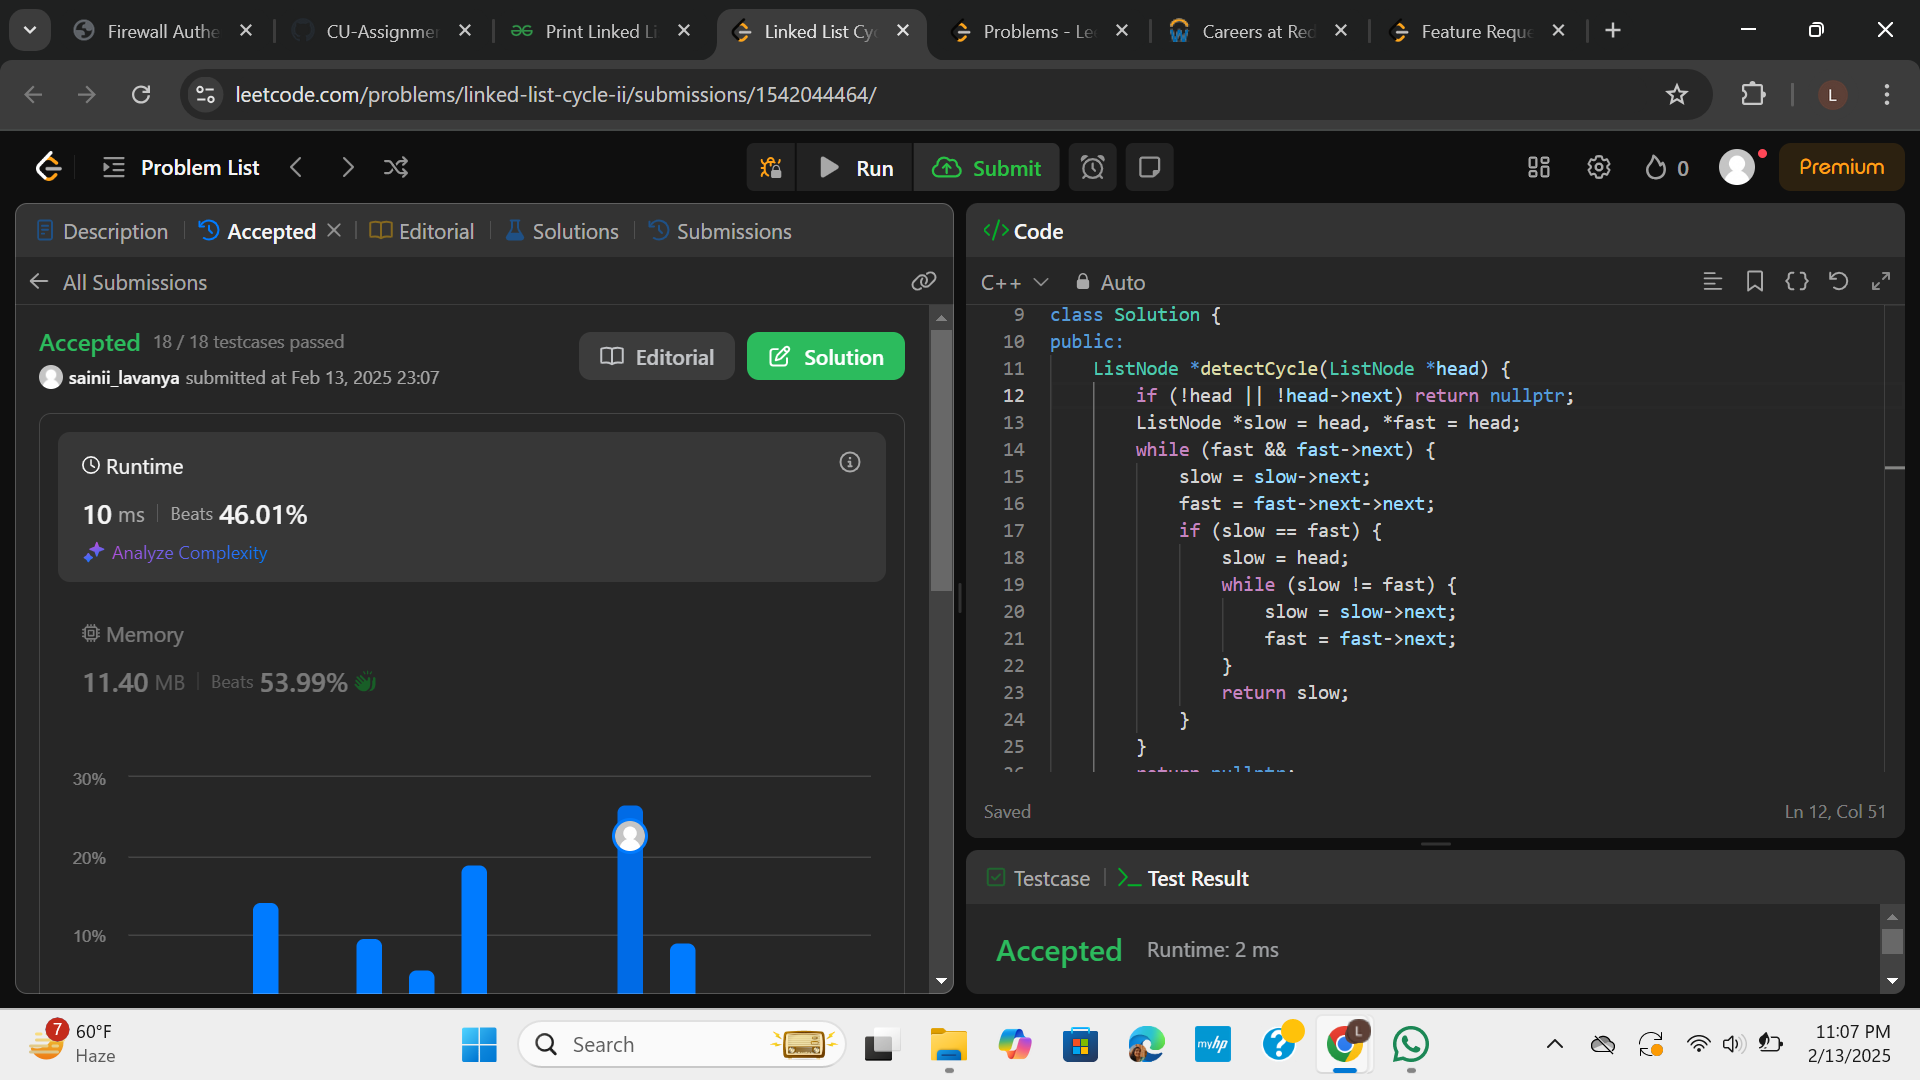 Firewall Authe
CU-Assignmer
Print Linked Li
Linked List Cyc
Problems - Lee
Careers at Red
Feature Reque
leetcode.com/problems/linked-list-cycle-ii/submissions/1542044464/
L
Problem List
Run
Submit
0
Premium
Description
Accepted
Editorial
Solutions
Submissions
All Submissions
Accepted 18 / 18 testcases passed
sainii_lavanya submitted at Feb 13, 2025 23:07
Editorial
Solution
Runtime
10 ms Beats 46.01%
Analyze Complexity
Memory
11.40 MB Beats 53.99%
30%
20%
10%
</> Code
C++ Auto
9 class Solution {
10 public:
11 ListNode *detectCycle(ListNode *head) {
12 if (!head || !head->next) return nullptr;
13 ListNode *slow = head, *fast = head;
14 while (fast && fast->next) {
15 slow = slow->next;
16 fast = fast->next->next;
17 if (slow == fast) {
18 slow = head;
19 while (slow != fast) {
20 slow = slow->next;
21 fast = fast->next;
22 }
23 return slow;
24 }
25 }
26 return nullptr;
Saved
Ln 12, Col 51
Testcase
Test Result
Accepted Runtime: 2 ms
7
60°F
Haze
Search
myhp
L
11:07 PM
2/13/2025